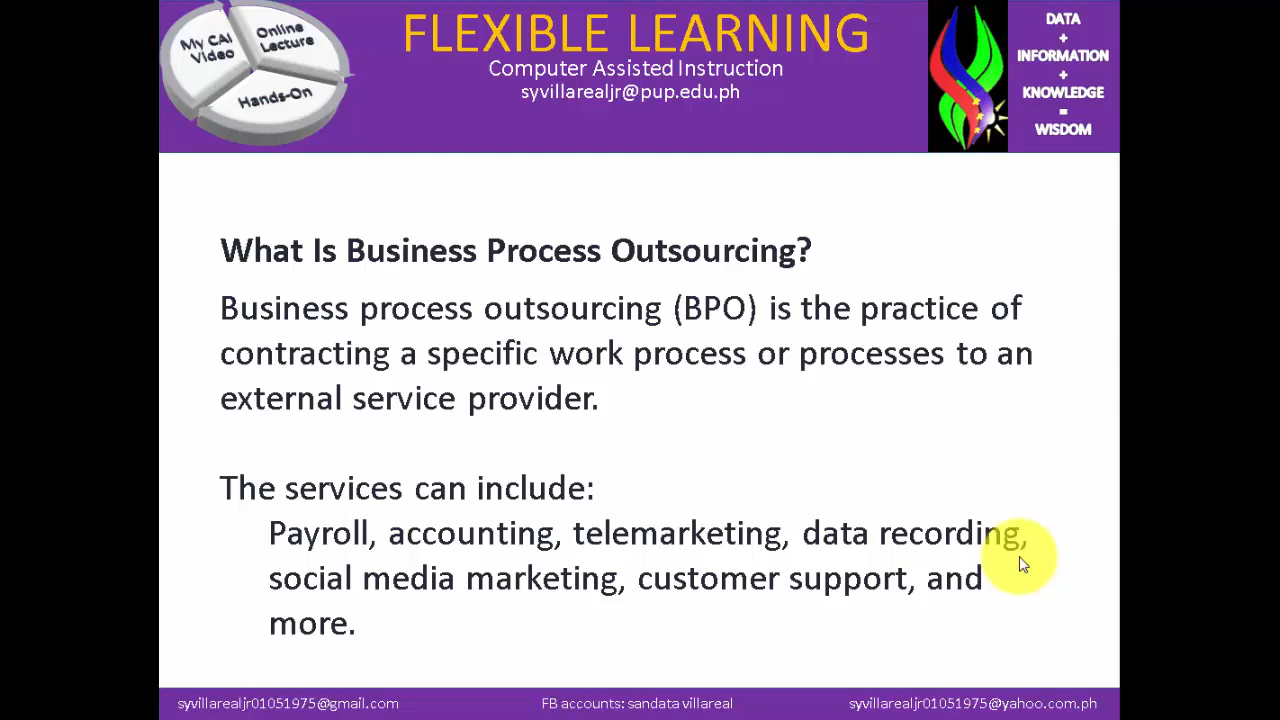 My CAI
Video
Online
Lecture
Hands-On
FLEXIBLE LEARNING
Computer Assisted Instruction
syvillarealjr@pup.edu.ph
DATA
+
INFORMATION
+
KNOWLEDGE
=
WISDOM
What Is Business Process Outsourcing?
Business process outsourcing (BPO) is the practice of
contracting a specific work process or processes to an
external service provider.
The services can include:
Payroll, accounting, telemarketing, data recording,
social media marketing, customer support, and
more.
syvillarealjr01051975@gmail.com
FB accounts: sandata villareal
syvillarealjr01051975@yahoo.com.ph